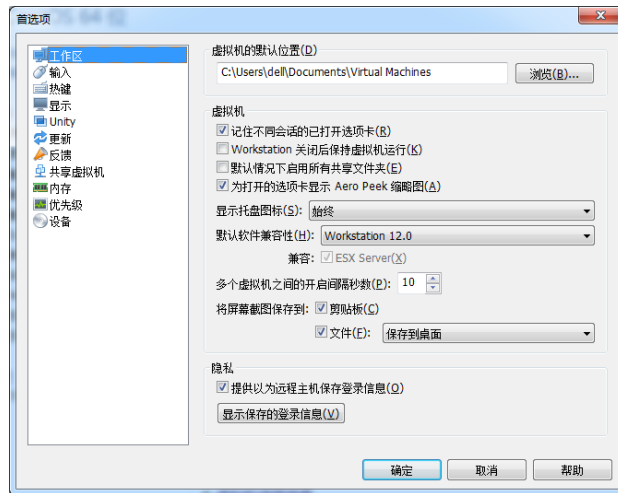 首选项
工作区
输入
热键
显示
Unity
更新
反馈
共享虚拟机
内存
优先级
设备
虚拟机的默认位置(D)
C:\Users\dell\Documents\Virtual Machines
浏览(B)...
虚拟机
记住不同会话的已打开选项卡(R)
Workstation 关闭后保持虚拟机运行(K)
默认情况下启用所有共享文件夹(E)
为打开的选项卡显示 Aero Peek 缩略图(A)
显示托盘图标(S): 始终
默认软件兼容性(H): Workstation 12.0
兼容: ESX Server(X)
多个虚拟机之间的开启间隔秒数(P): 10
将屏幕截图保存到: 剪贴板(C)
文件(F): 保存到桌面
隐私
提供以为远程主机保存登录信息(O)
显示保存的登录信息(V)
确定 取消 帮助